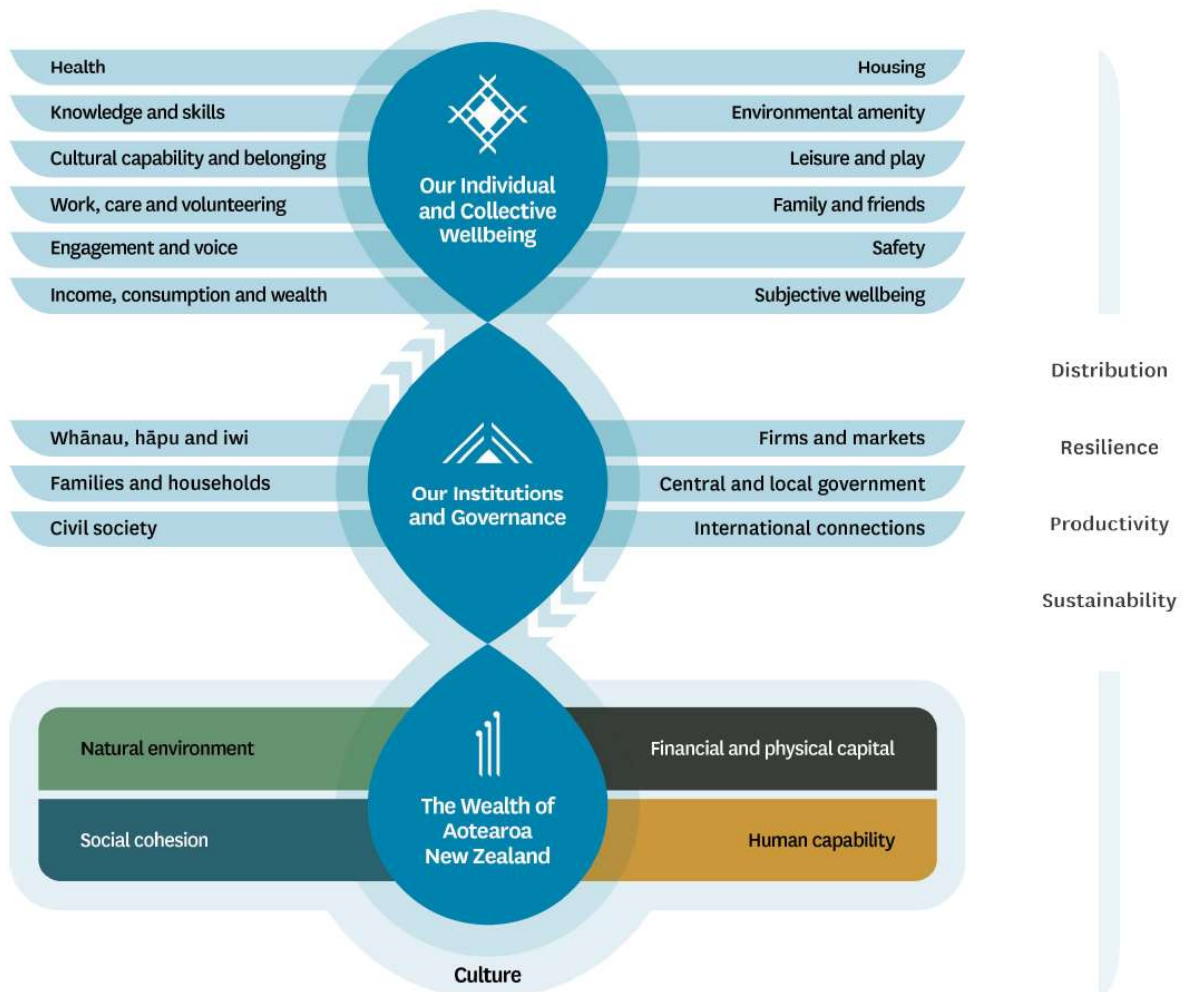 Health
Housing
Knowledge and skills
Environmental amenity
Cultural capability and belonging
Leisure and play
Our Individual
and Collective
Wellbeing
Work, care and volunteering
Family and friends
Engagement and voice
Safety
Income, consumption and wealth
Subjective wellbeing
Whānau, hāpu and iwi
Firms and markets
Families and households
Central and local government
Our Institutions
and Governance
Civil society
International connections
Natural environment
Financial and physical capital
Social cohesion
Human capability
The Wealth of
Aotearoa
New Zealand
Culture
Distribution
Resilience
Productivity
Sustainability